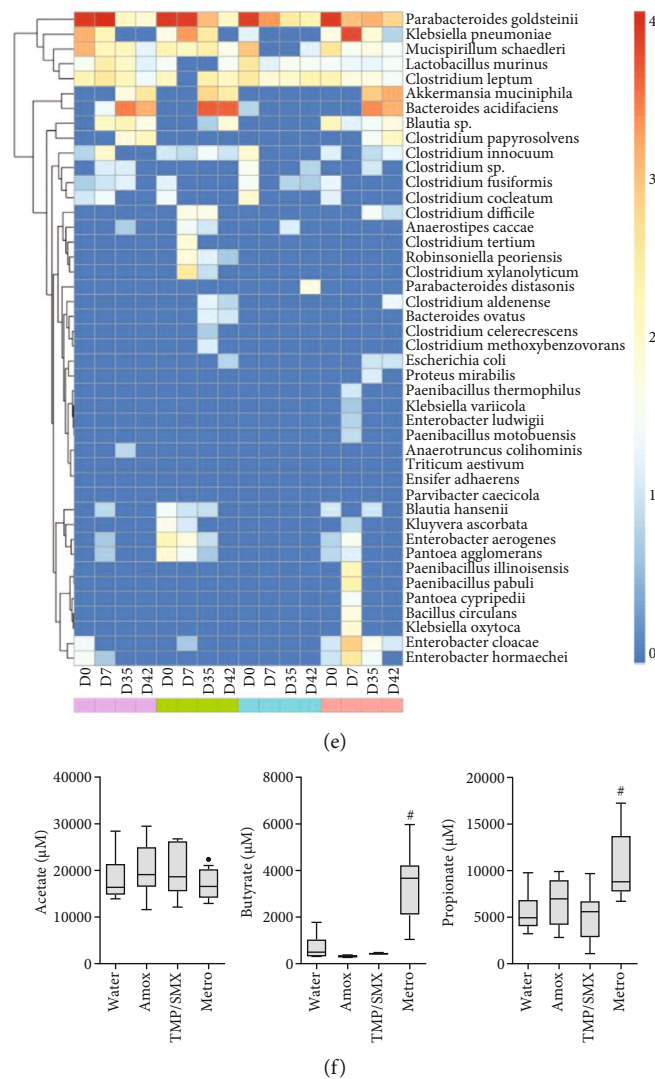 4
3
2
1
0
Parabacteroides goldsteinii
Klebsiella pneumoniae
Mucispirillum schaedleri
Lactobacillus murinus
Clostridium leptum
Akkermansia muciniphila
Bacteroides acidifaciens
Blautia sp.
Clostridium papyrosolvens
Clostridium innocuum
Clostridium sp.
Clostridium fusiformis
Clostridium cocleatum
Clostridium difficile
Anaerostipes caccae
Clostridium tertium
Robinsoniella peoriensis
Clostridium xylanolyticum
Parabacteroides distasonis
Clostridium aldenense
Bacteroides ovatus
Clostridium celerecrescens
Clostridium methoxybenzovorans
Escherichia coli
Proteus mirabilis
Paenibacillus thermophilus
Klebsiella variicola
Enterobacter ludwigii
Paenibacillus motobuensis
Anaerotruncus colihominis
Triticum aestivum
Ensifer adhaerens
Parvibacter caecicola
Blautia hansenii
Kluyvera ascorbata
Enterobacter aerogenes
Pantoea agglomerans
Paenibacillus illinoisensis
Paenibacillus pabuli
Pantoea cypripedii
Bacillus circulans
Klebsiella oxytoca
Enterobacter cloacae
Enterobacter hormaechei
D0 D7 D35 D42 D0 D7 D35 D42 D0 D7 D35 D42 D0 D7 D35 D42
(e)
Acetate (μM)
40000
30000
20000
10000
0
Water Amox TMP/SMX Metro
Butyrate (μM)
8000
6000
4000
2000
0
#
Water Amox TMP/SMX Metro
Propionate (μM)
20000
15000
10000
5000
0
#
Water Amox TMP/SMX Metro
(f)